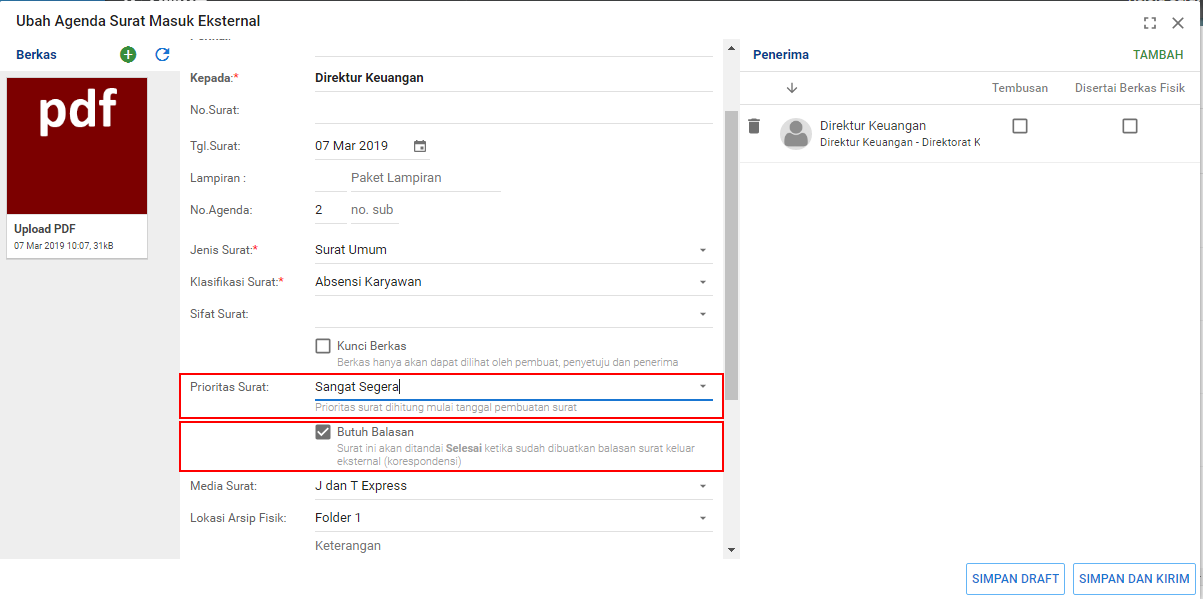 Ubah Agenda Surat Masuk Eksternal
Berkas
pdf
Upload PDF
07 Mar 2019 10:07, 31kB
Kepada:* Direktur Keuangan
No.Surat:
Tgl.Surat: 07 Mar 2019
Lampiran : Paket Lampiran
No.Agenda: 2 no. sub
Jenis Surat:* Surat Umum
Klasifikasi Surat:* Absensi Karyawan
Sifat Surat:
Kunci Berkas
Berkas hanya akan dapat dilihat oleh pembuat, penyetuju dan penerima
Prioritas Surat: Sangat Segera
Prioritas surat dihitung mulai tanggal pembuatan surat
Butuh Balasan
Surat ini akan ditandai Selesai ketika sudah dibuatkan balasan surat keluar
eksternal (korespondensi)
Media Surat: J dan T Express
Lokasi Arsip Fisik: Folder 1
Keterangan
Penerima TAMBAH
Tembusan Disertai Berkas Fisik
Direktur Keuangan
Direktur Keuangan - Direktorat K
SIMPAN DRAFT SIMPAN DAN KIRIM